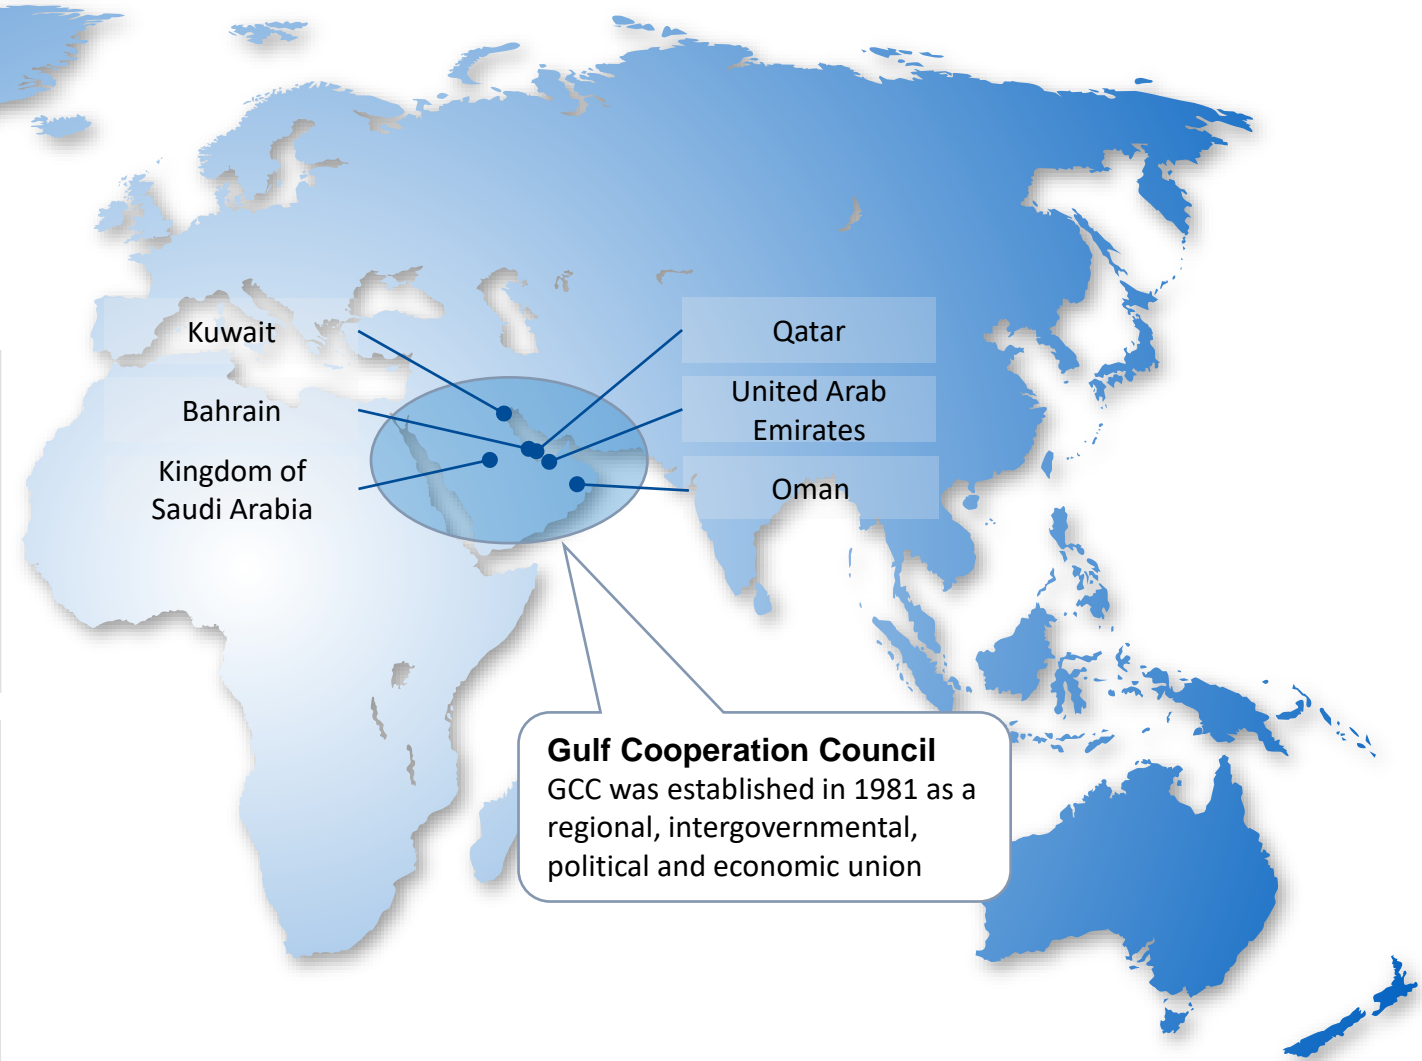 Kuwait
Bahrain
Kingdom of
Saudi Arabia
Qatar
United Arab
Emirates
Oman
Gulf Cooperation Council
GCC was established in 1981 as a
regional, intergovernmental,
political and economic union